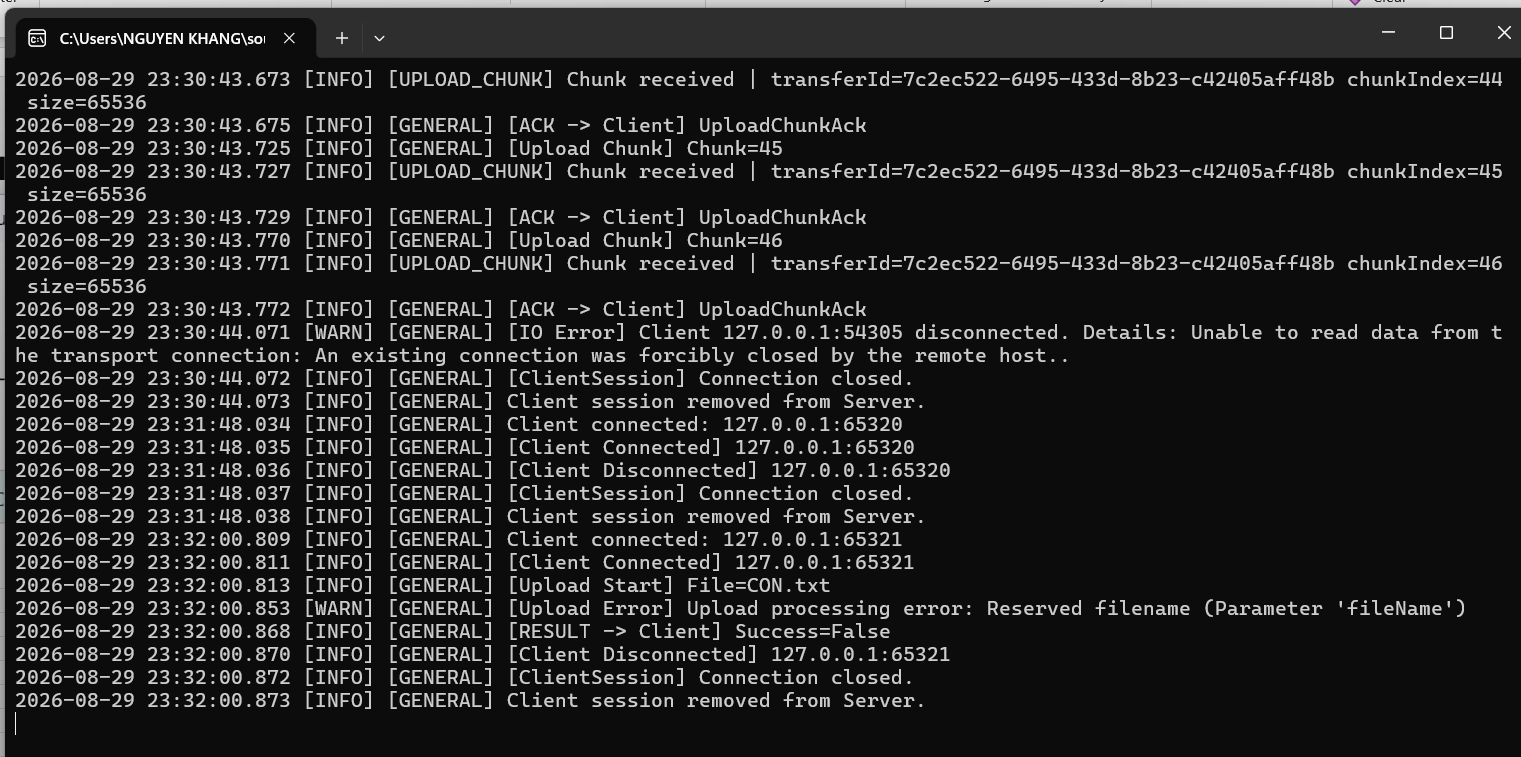 C:\Users\NGUYEN KHANG\sou
2026-08-29 23:30:43.673 [INFO] [UPLOAD_CHUNK] Chunk received | transferId=7c2ec522-6495-433d-8b23-c42405aff48b chunkIndex=44
size=65536
2026-08-29 23:30:43.675 [INFO] [GENERAL] [ACK -> Client] UploadChunkAck
2026-08-29 23:30:43.725 [INFO] [GENERAL] [Upload Chunk] Chunk=45
2026-08-29 23:30:43.727 [INFO] [UPLOAD_CHUNK] Chunk received | transferId=7c2ec522-6495-433d-8b23-c42405aff48b chunkIndex=45
size=65536
2026-08-29 23:30:43.729 [INFO] [GENERAL] [ACK -> Client] UploadChunkAck
2026-08-29 23:30:43.770 [INFO] [GENERAL] [Upload Chunk] Chunk=46
2026-08-29 23:30:43.771 [INFO] [UPLOAD_CHUNK] Chunk received | transferId=7c2ec522-6495-433d-8b23-c42405aff48b chunkIndex=46
size=65536
2026-08-29 23:30:43.772 [INFO] [GENERAL] [ACK -> Client] UploadChunkAck
2026-08-29 23:30:44.071 [WARN] [GENERAL] [IO Error] Client 127.0.0.1:54305 disconnected. Details: Unable to read data from t
he transport connection: An existing connection was forcibly closed by the remote host..
2026-08-29 23:30:44.072 [INFO] [GENERAL] [ClientSession] Connection closed.
2026-08-29 23:30:44.073 [INFO] [GENERAL] Client session removed from Server.
2026-08-29 23:31:48.034 [INFO] [GENERAL] Client connected: 127.0.0.1:65320
2026-08-29 23:31:48.035 [INFO] [GENERAL] [Client Connected] 127.0.0.1:65320
2026-08-29 23:31:48.036 [INFO] [GENERAL] [Client Disconnected] 127.0.0.1:65320
2026-08-29 23:31:48.037 [INFO] [GENERAL] [ClientSession] Connection closed.
2026-08-29 23:31:48.038 [INFO] [GENERAL] Client session removed from Server.
2026-08-29 23:32:00.809 [INFO] [GENERAL] Client connected: 127.0.0.1:65321
2026-08-29 23:32:00.811 [INFO] [GENERAL] [Client Connected] 127.0.0.1:65321
2026-08-29 23:32:00.813 [INFO] [GENERAL] [Upload Start] File=CON.txt
2026-08-29 23:32:00.853 [WARN] [GENERAL] [Upload Error] Upload processing error: Reserved filename (Parameter 'fileName')
2026-08-29 23:32:00.868 [INFO] [GENERAL] [RESULT -> Client] Success=False
2026-08-29 23:32:00.870 [INFO] [GENERAL] [Client Disconnected] 127.0.0.1:65321
2026-08-29 23:32:00.872 [INFO] [GENERAL] [ClientSession] Connection closed.
2026-08-29 23:32:00.873 [INFO] [GENERAL] Client session removed from Server.